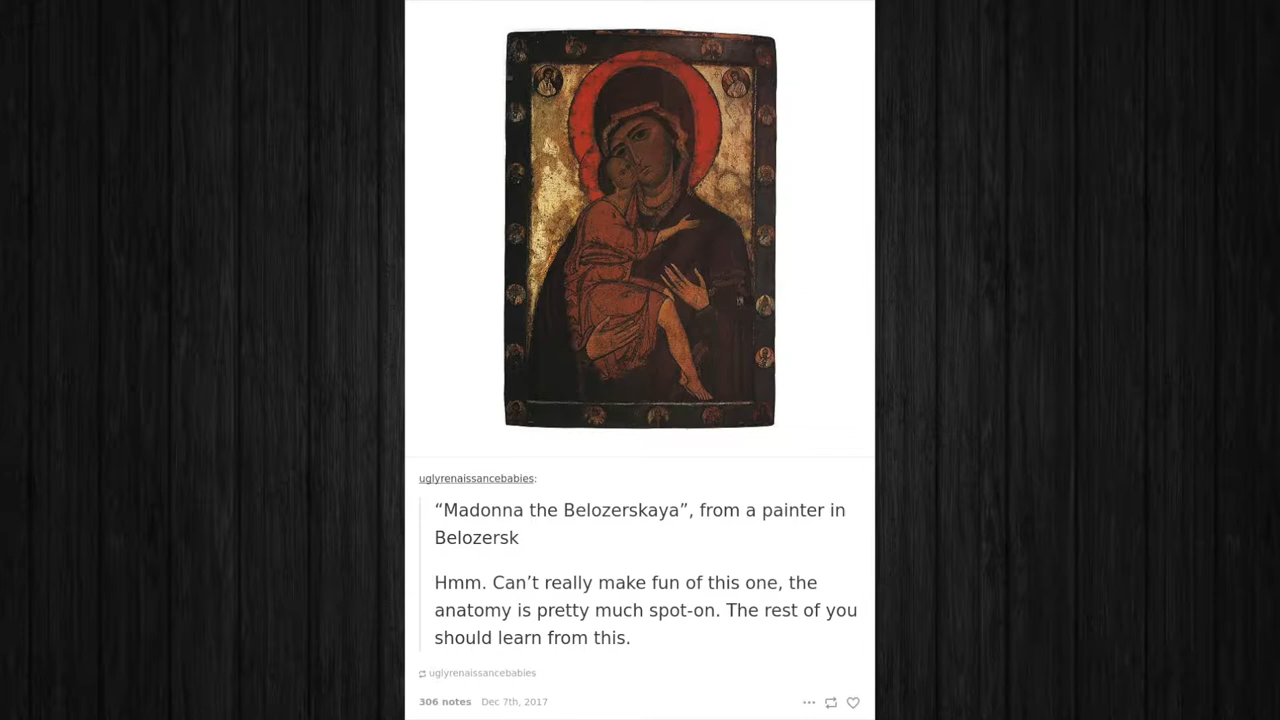 uglyrenaissancebabies:
“Madonna the Belozerskaya”, from a painter in
Belozersk
Hmm. Can’t really make fun of this one, the
anatomy is pretty much spot-on. The rest of you
should learn from this.
uglyrenaissancebabies
306 notes Dec 7th, 2017